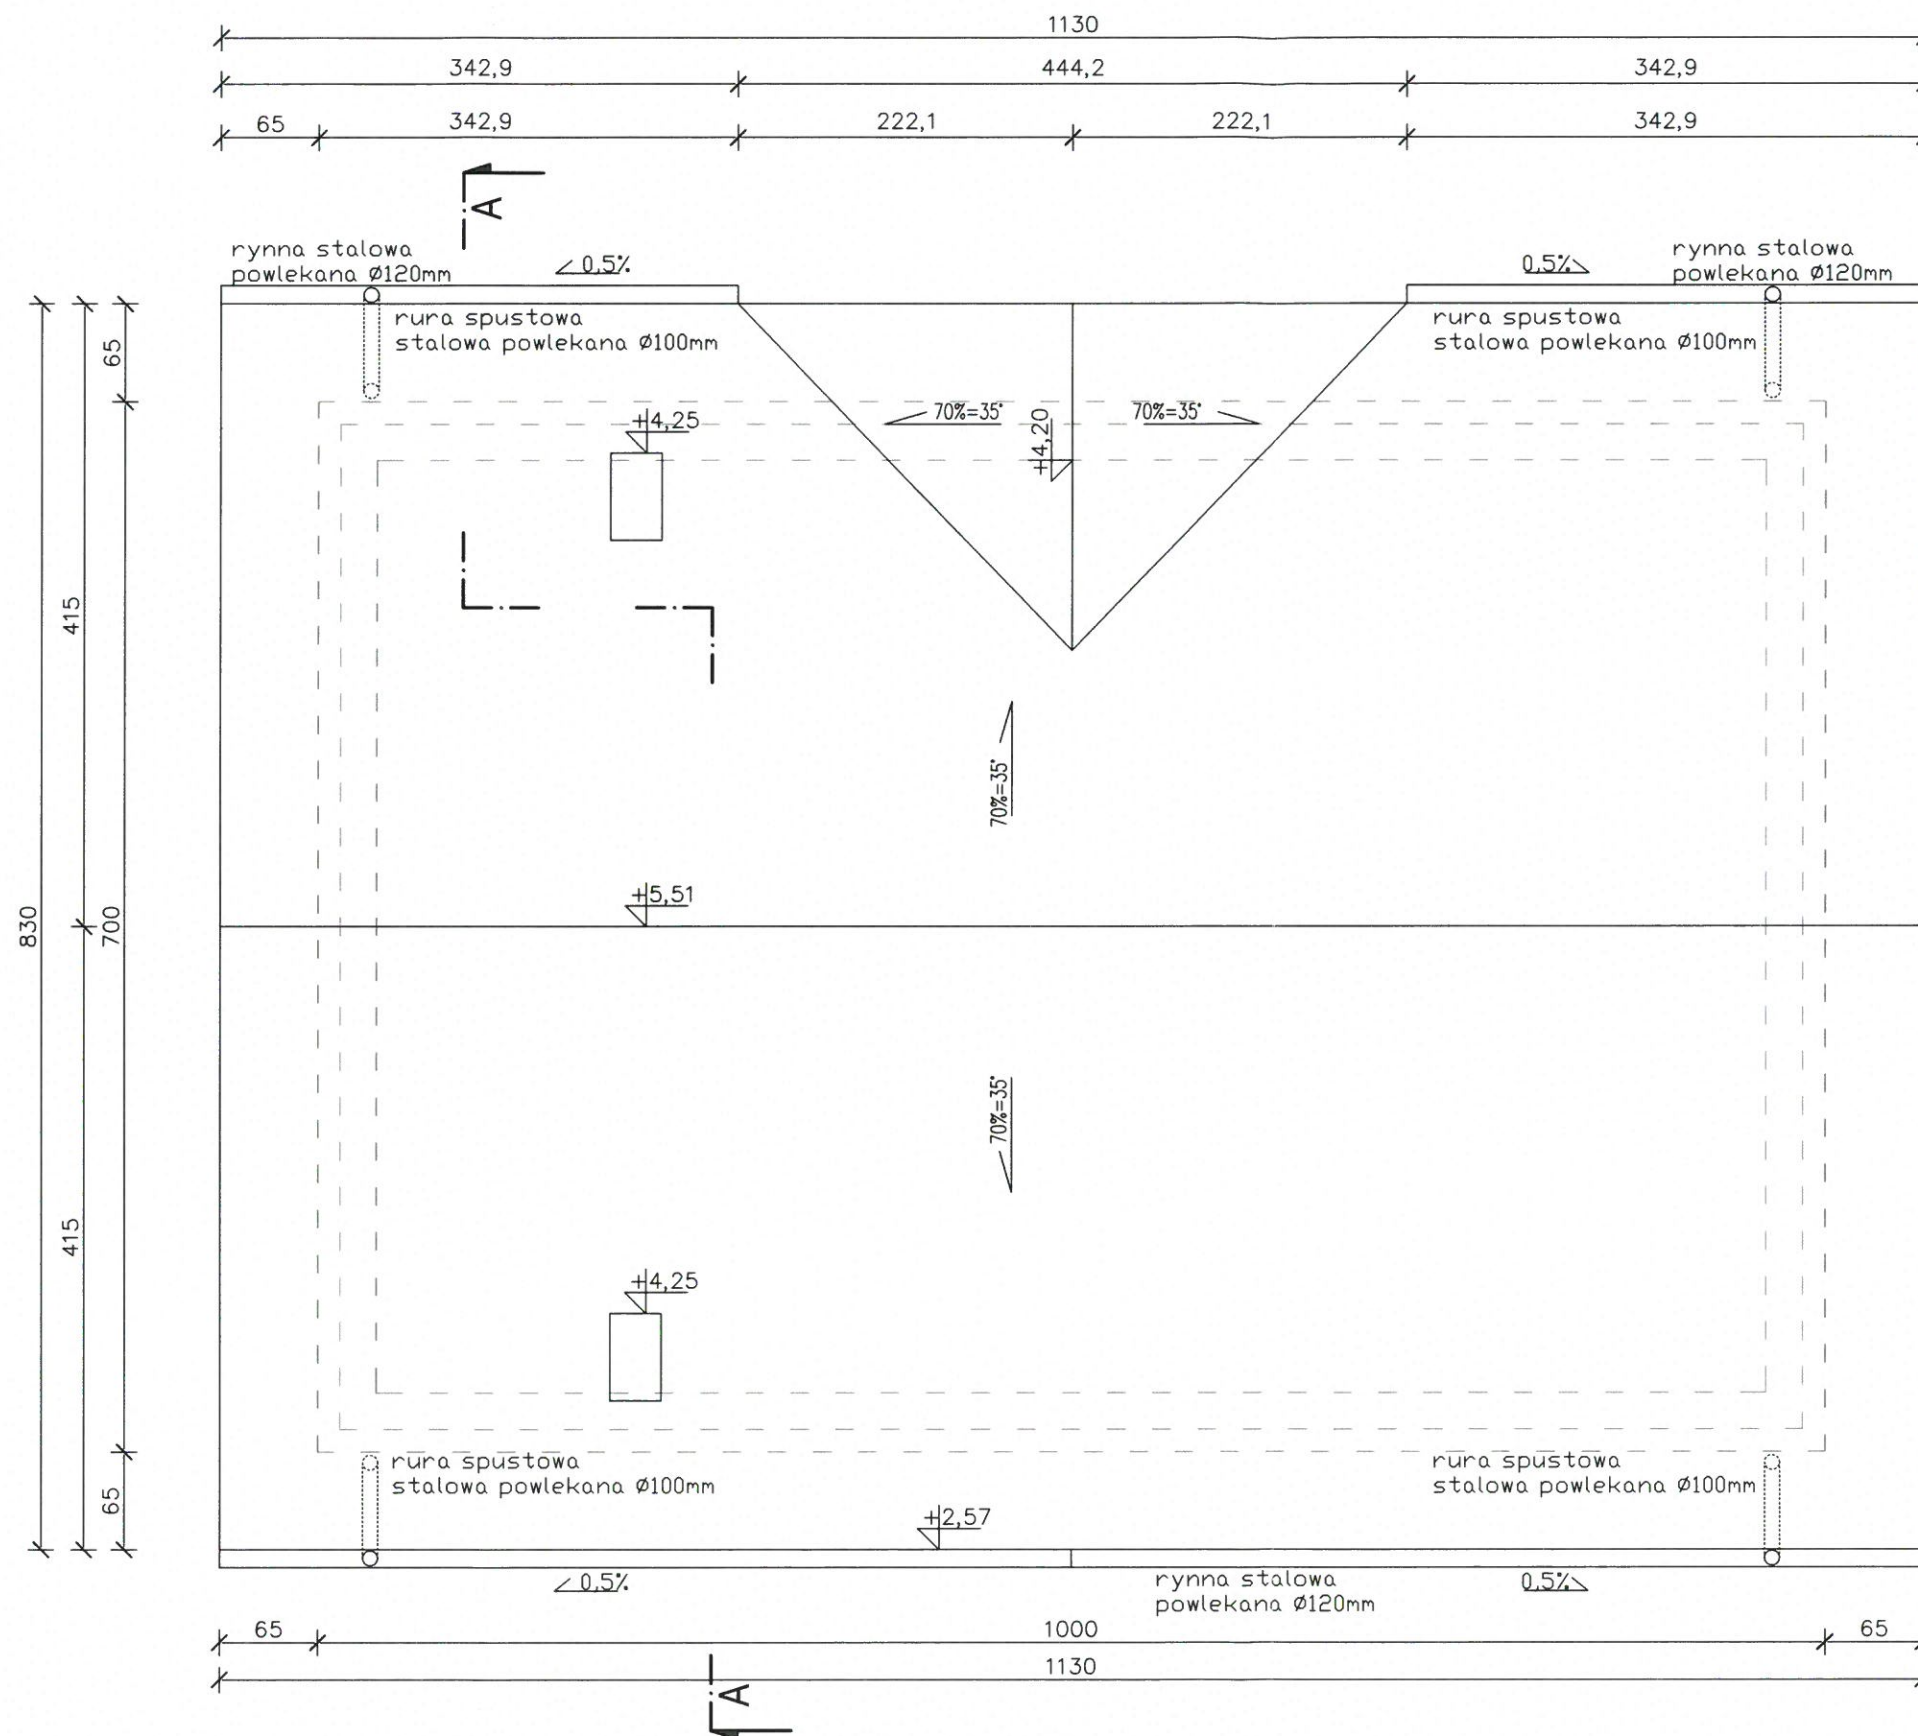 1130
342,9 444,2 342,9
65 342,9 222,1 222,1 342,9
A
rynna stalowa
powlekana Ø120mm
0,5%
0,5%
rynna stalowa
powlekana Ø120mm
rura spustowa
stalowa powlekana Ø100mm
rura spustowa
stalowa powlekana Ø100mm
65
70%=35°
70%=35°
+4,25
+4,20
415
70%=35°
+5,51
830
700
70%=35°
415
+4,25
rura spustowa
stalowa powlekana Ø100mm
rura spustowa
stalowa powlekana Ø100mm
65
+2,57
0,5%
rynna stalowa
powlekana Ø120mm
0,5%
65 1000 65
1130
A